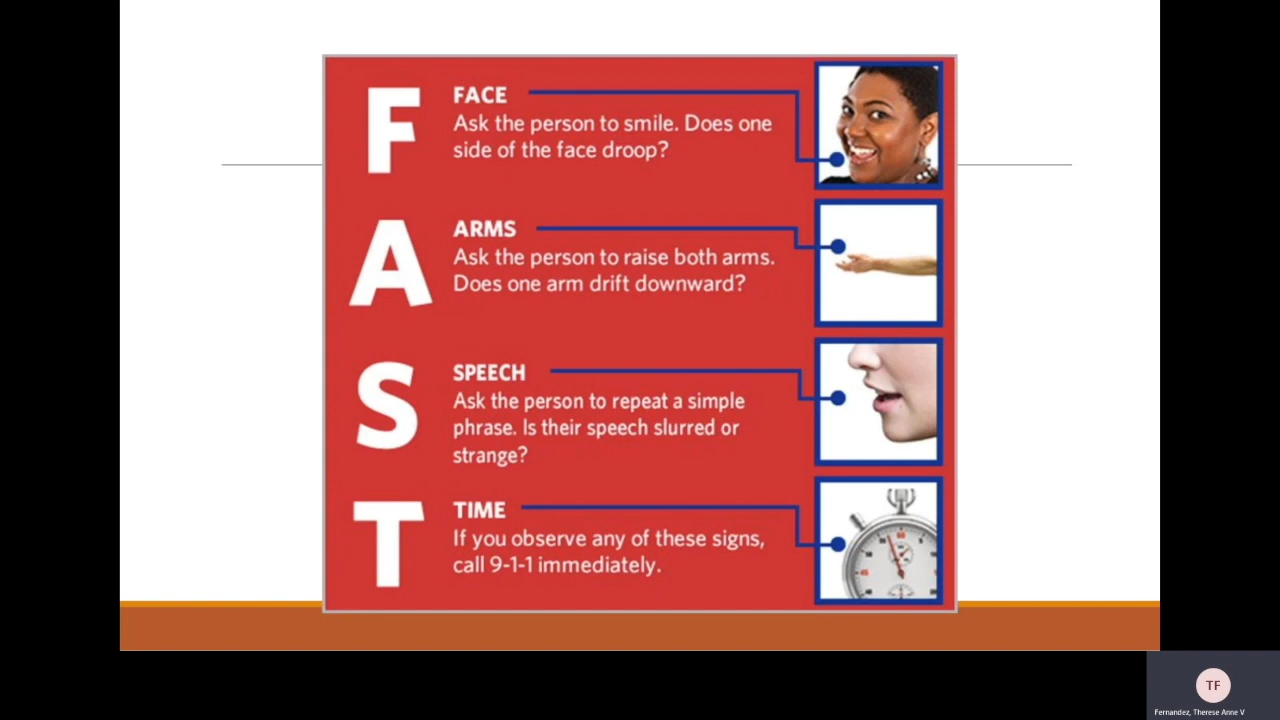 F
FACE
Ask the person to smile. Does one
side of the face droop?
A
ARMS
Ask the person to raise both arms.
Does one arm drift downward?
S
SPEECH
Ask the person to repeat a simple
phrase. Is their speech slurred or
strange?
T
TIME
If you observe any of these signs,
call 9-1-1 immediately.
60
45
TF
Fernandez, Therese Anne V